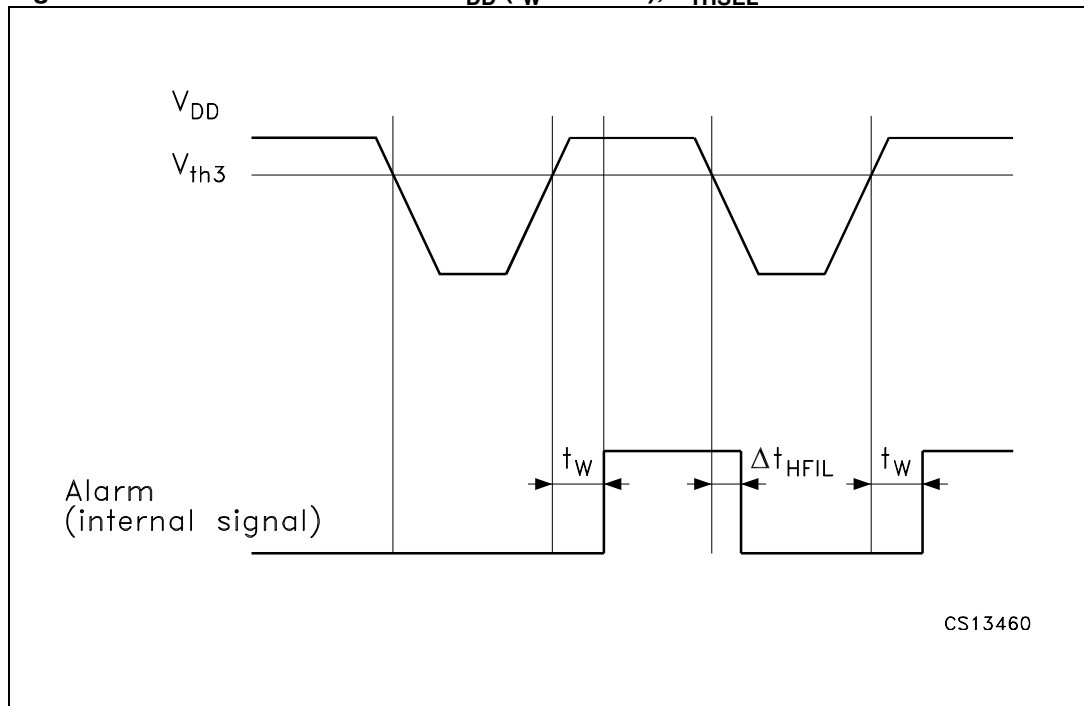 V_DD
V_th3
t_W
Δt_HFIL
t_W
Alarm
(internal signal)
CS13460